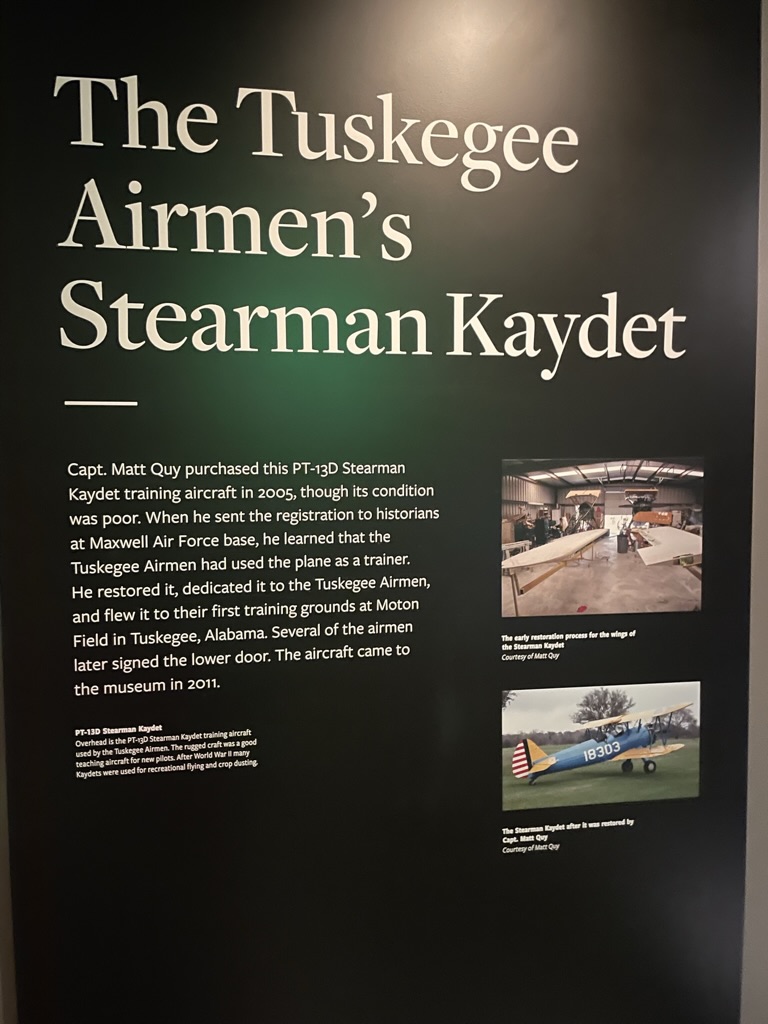 The Tuskegee
Airmen's
Stearman Kaydet
Capt. Matt Quy purchased this PT-13D Stearman
Kaydet training aircraft in 2005, though its condition
was poor. When he sent the registration to historians
at Maxwell Air Force base, he learned that the
Tuskegee Airmen had used the plane as a trainer.
He restored it, dedicated it to the Tuskegee Airmen,
and flew it to their first training grounds at Moton
Field in Tuskegee, Alabama. Several of the airmen
later signed the lower door. The aircraft came to
the museum in 2011.
PT-13D Stearman Kaydet
Overhead is the PT-13D Stearman Kaydet training aircraft
used by the Tuskegee Airmen. The rugged craft was a good
teaching aircraft for new pilots. After World War II many
Kaydets were used for recreational flying and crop dusting.
The early restoration process for the wings of
the Stearman Kaydet
Courtesy of Matt Quy
18303
The Stearman Kaydet after it was restored by
Capt. Matt Quy
Courtesy of Matt Quy